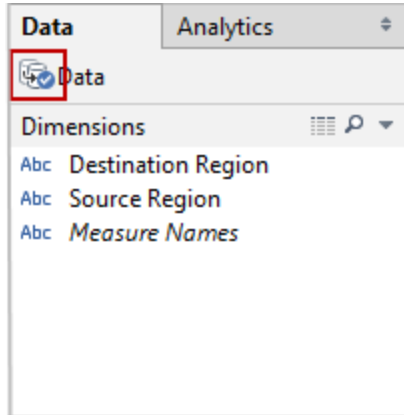 Data Analytics
Data
Dimensions
Abc Destination Region
Abc Source Region
Abc Measure Names